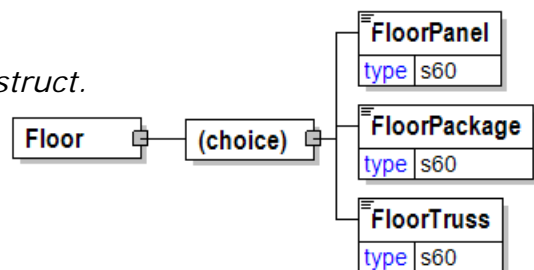 FloorPanel
type s60
struct.
FloorPackage
Floor
(choice)
type s60
FloorTruss
type s60